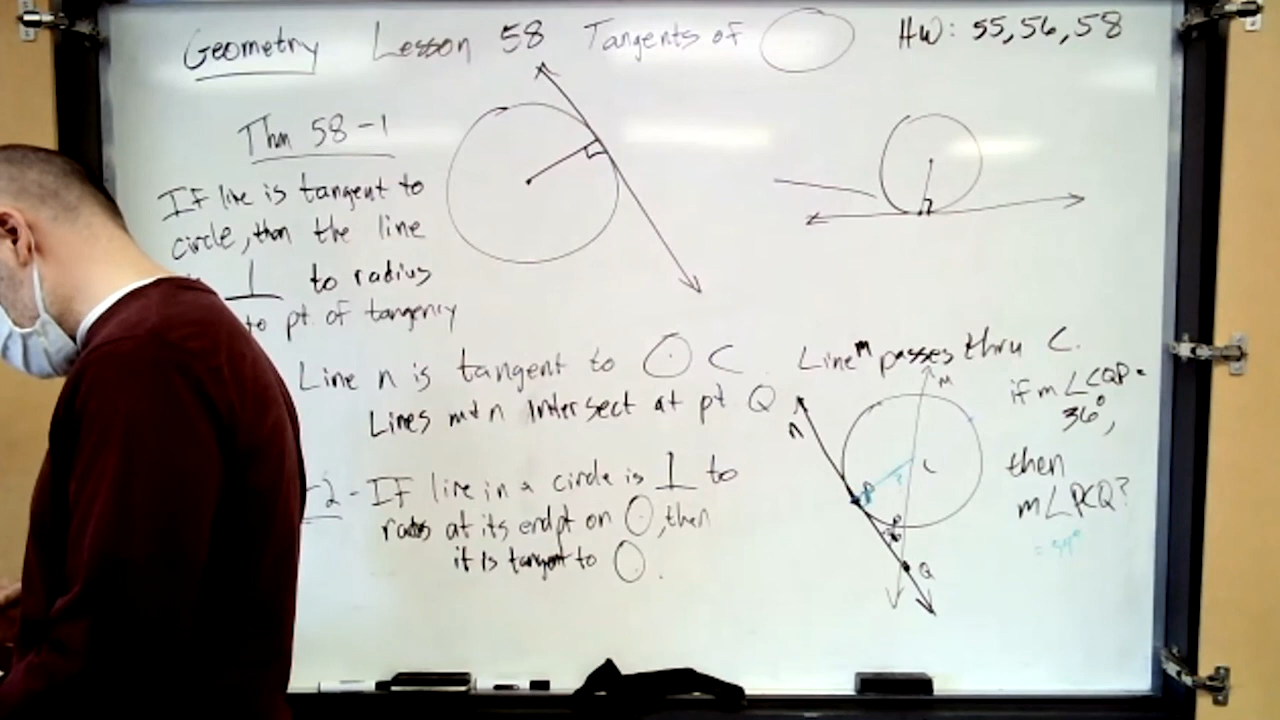 Geometry Lesson 58 Tangents of HW: 55, 56, 58
Thm 58-1
If line is tangent to
circle, then the line
⊥ to radius
to pt. of tangency
Line n is tangent to ⊙ C Line m passes thru C.
Lines m + n intersect at pt Q
-2 - If line in a circle is ⊥ to
radius at its endpt on ⊙, then
it is tangent to ⊙.
if m∠CQP =
36°,
then
m∠PCQ?
= 54°
m
n
C
P
?
36°
Q